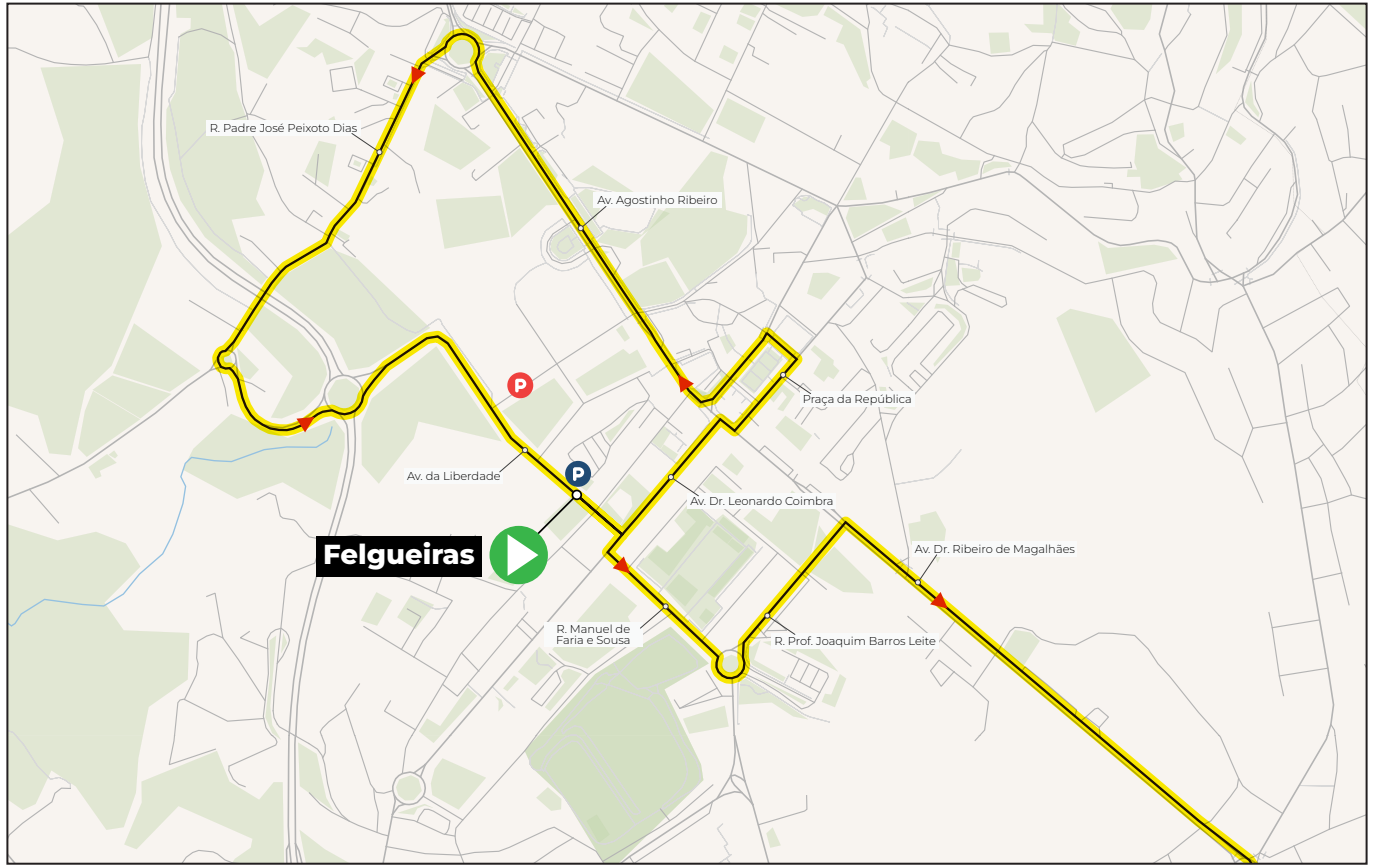 R. Padre José Peixoto Dias
Av. Agostinho Ribeiro
P
Praça da República
Av. da Liberdade
P
Av. Dr. Leonardo Coimbra
Felgueiras
Av. Dr. Ribeiro de Magalhães
R. Manuel de
Faria e Sousa
R. Prof. Joaquim Barros Leite